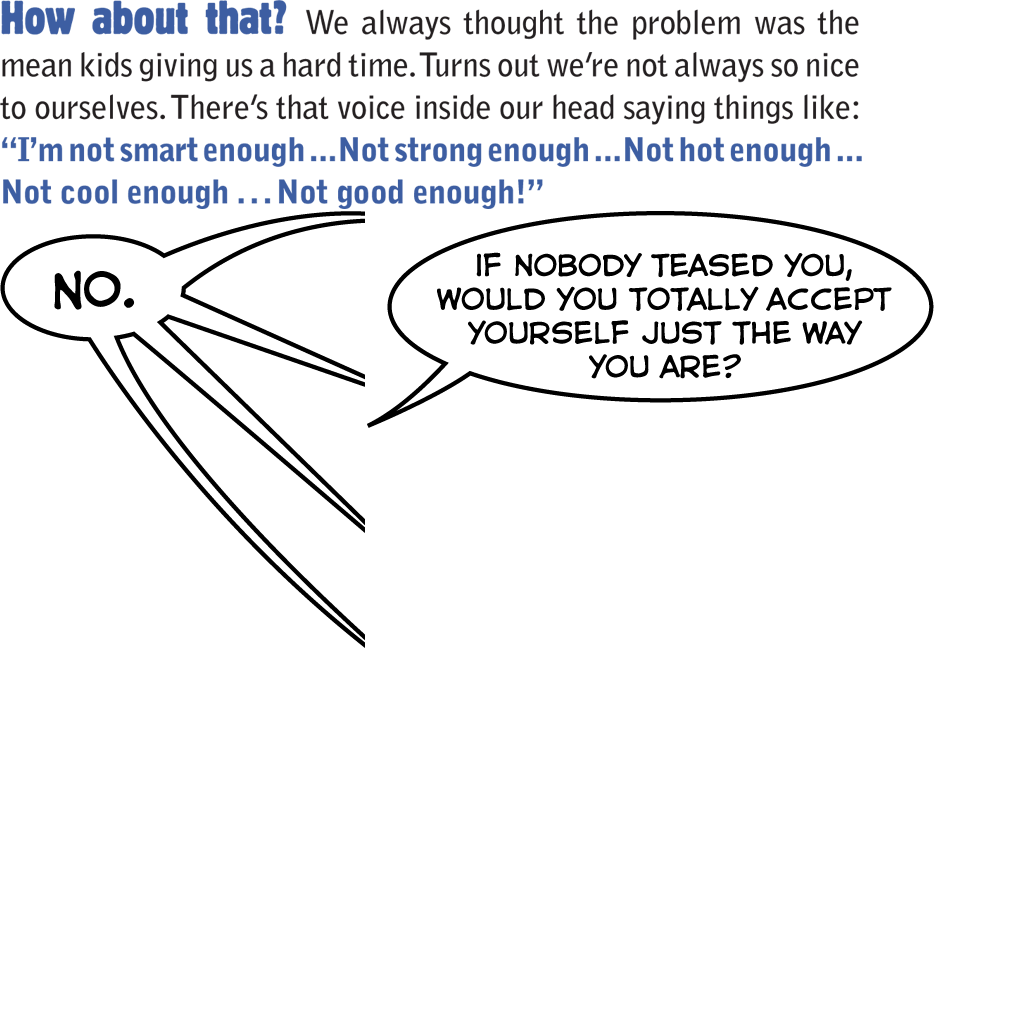 How about that? We always thought the problem was the
mean kids giving us a hard time. Turns out we’re not always so nice
to ourselves. There’s that voice inside our head saying things like:
“I’m not smart enough ... Not strong enough ... Not hot enough ...
Not cool enough ... Not good enough!”
IF NOBODY TEASED YOU,
WOULD YOU TOTALLY ACCEPT
YOURSELF JUST THE WAY
YOU ARE?
NO.